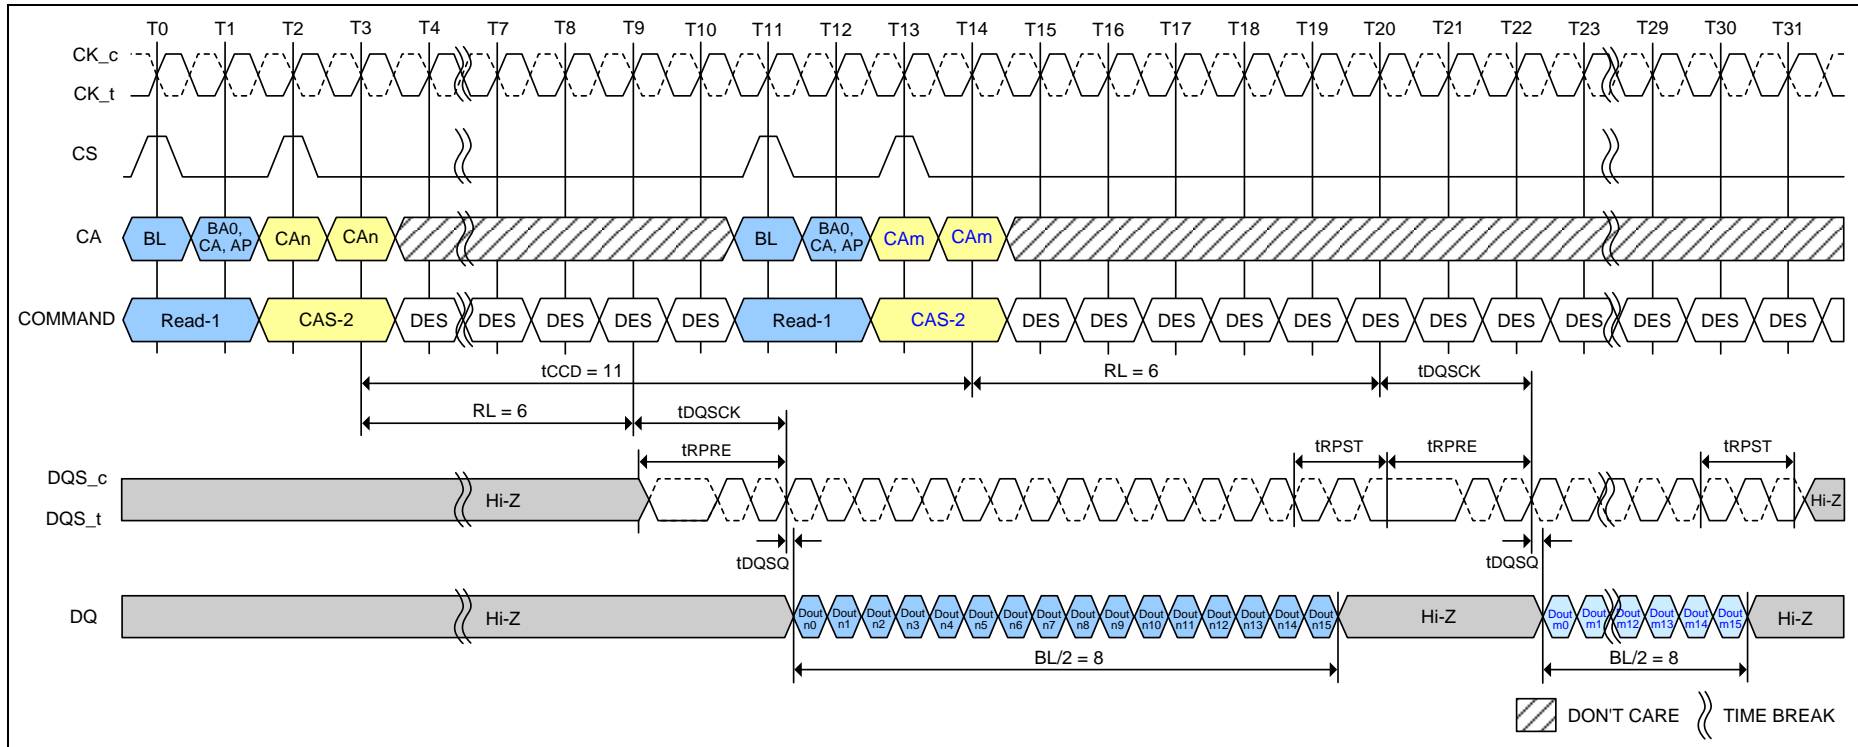 T0 T1 T2 T3 T4 T7 T8 T9 T10 T11 T12 T13 T14 T15 T16 T17 T18 T19 T20 T21 T22 T23 T29 T30 T31
CK_c
CK_t
CS
CA BL BA0, CA, AP CAn CAn BL BA0, CA, AP CAm CAm
COMMAND Read-1 CAS-2 DES DES DES DES DES Read-1 CAS-2 DES DES DES DES DES DES DES DES DES DES DES DES
tCCD = 11 RL = 6 tDQSCK
RL = 6 tDQSCK
tRPRE tRPST tRPRE tRPST
DQS_c
Hi-Z Hi-Z
DQS_t
tDQSQ tDQSQ
DQ Hi-Z Dout n0 Dout n1 Dout n2 Dout n3 Dout n4 Dout n5 Dout n6 Dout n7 Dout n8 Dout n9 Dout n10 Dout n11 Dout n12 Dout n13 Dout n14 Dout n15 Hi-Z Dout m0 Dout m1 Dout m12 Dout m13 Dout m14 Dout m15 Hi-Z
BL/2 = 8 BL/2 = 8
DON'T CARE TIME BREAK